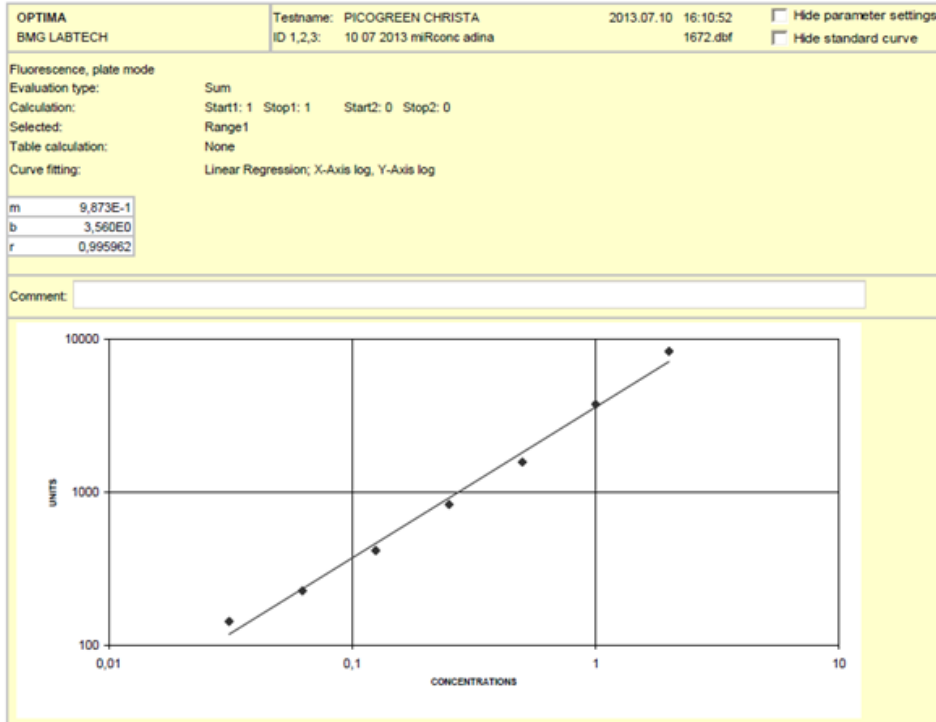 OPTIMA
BMG LABTECH
Testname: PICOGREEN CHRISTA 2013.07.10 16:10:52
ID 1,2,3: 10 07 2013 miRconc adina 1672.dbf
Hide parameter settings
Hide standard curve
Fluorescence, plate mode
Evaluation type: Sum
Calculation: Start1: 1 Stop1: 1 Start2: 0 Stop2: 0
Selected: Range1
Table calculation: None
Curve fitting: Linear Regression; X-Axis log, Y-Axis log
m 9,873E-1
b 3,560E0
r 0,995962
Comment:
10000
1000
100
UNITS
0,01 0,1 1 10
CONCENTRATIONS